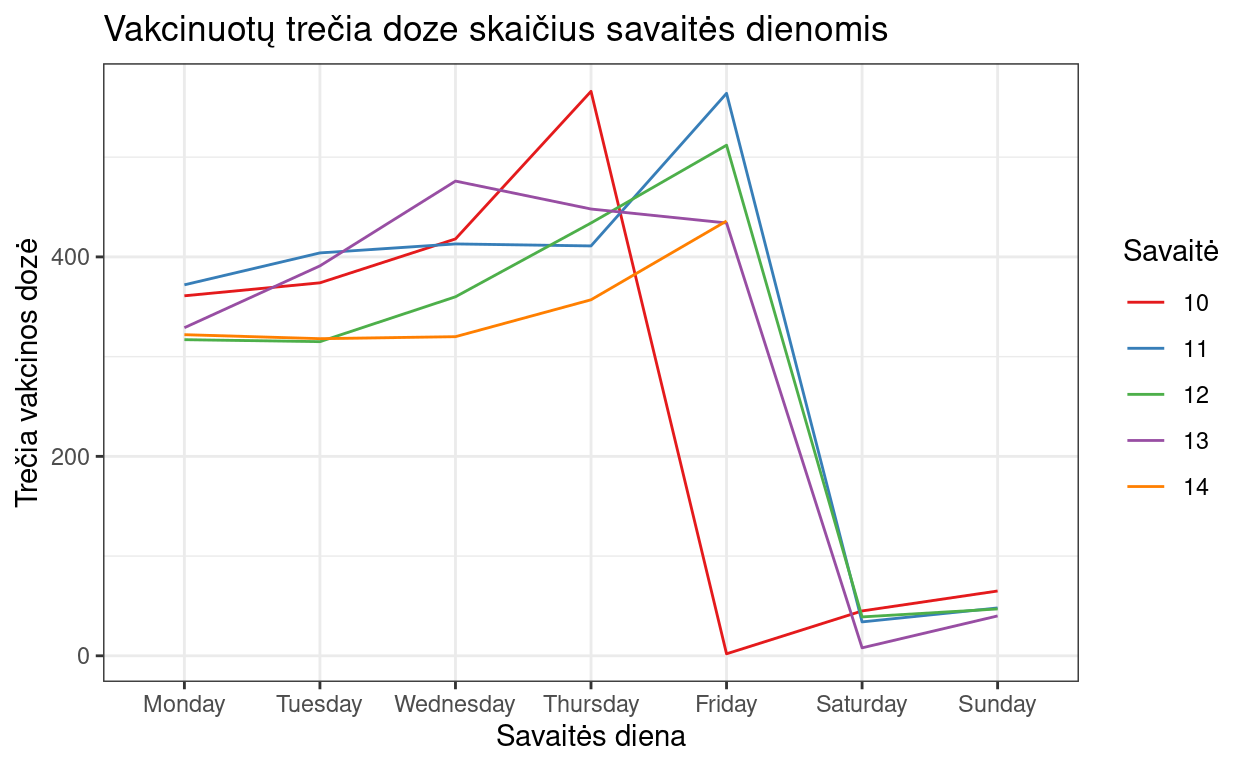 Vakcinuotų trečia doze skaičius savaitės dienomis
Trečia vakcinos dozė
400
200
0
Monday
Tuesday
Wednesday
Thursday
Friday
Saturday
Sunday
Savaitės diena
Savaitė
10
11
12
13
14